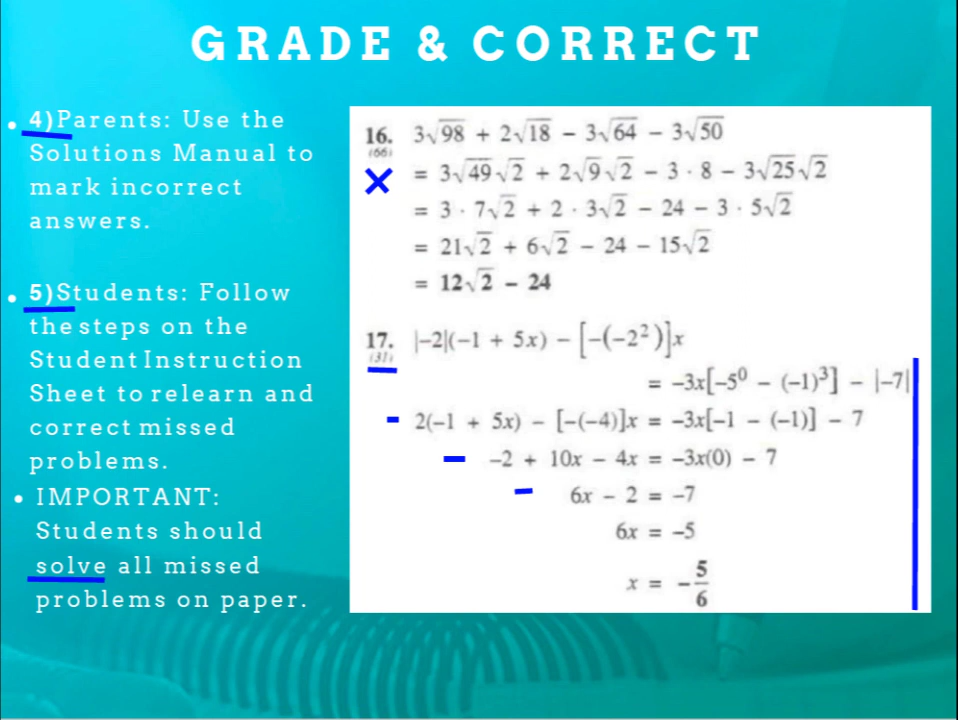 GRADE & CORRECT
• 4)Parents: Use the
Solutions Manual to
mark incorrect
answers.
• 5)Students: Follow
the steps on the
Student Instruction
Sheet to relearn and
correct missed
problems.
• IMPORTANT:
Students should
solve all missed
problems on paper.
16. 3√98 + 2√18 − 3√64 − 3√50
(66)
= 3√49√2 + 2√9√2 − 3 · 8 − 3√25√2
= 3 · 7√2 + 2 · 3√2 − 24 − 3 · 5√2
= 21√2 + 6√2 − 24 − 15√2
= 12√2 − 24
17. |−2|(−1 + 5x) − [−(−2²)]x
(31)
= −3x[−5⁰ − (−1)³] − |−7|
2(−1 + 5x) − [−(−4)]x = −3x[−1 − (−1)] − 7
−2 + 10x − 4x = −3x(0) − 7
6x − 2 = −7
6x = −5
x = −5/6